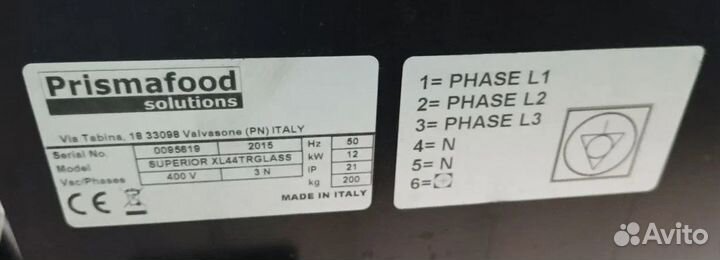 Prismafood
solutions
Via Tabina, 18 33098 Valvasone (PN) ITALY
Serial No. 0095619 2015 Hz 50
Model SUPERIOR XL44TRGLASS kW 12
Vac/Phases 400 V 3 N IP 21
kg 200
CE
MADE IN ITALY
1= PHASE L1
2= PHASE L2
3= PHASE L3
4= N
5= N
6=
Avito